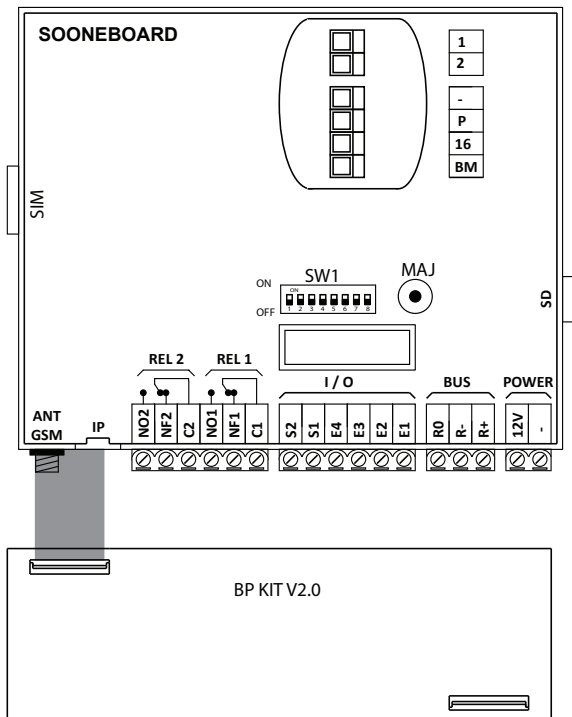 SOONEBOARD
1
2
-
P
16
BM
SIM
SW1
MAJ
ON
ON
OFF
1 2 3 4 5 6 7 8
SD
REL 2
REL 1
I / O
BUS
POWER
ANT
GSM
IP
NO2
NF2
C2
NO1
NF1
C1
S2
S1
E4
E3
E2
E1
R0
R-
R+
12V
-
BP KIT V2.0